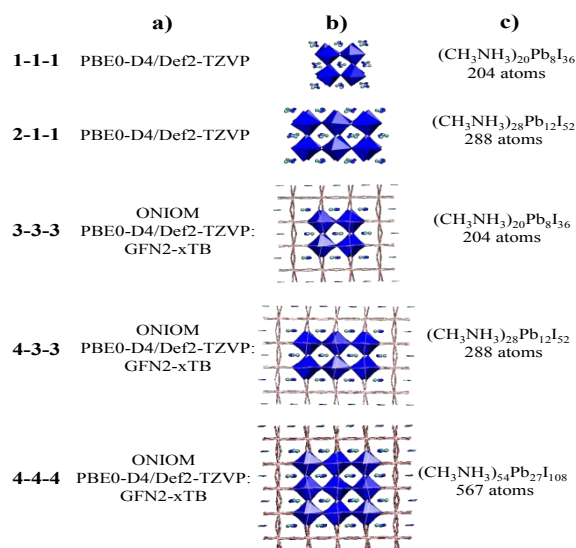 a)
b)
c)
1-1-1 PBE0-D4/Def2-TZVP (CH₃NH₃)₂₀Pb₈I₃₆
204 atoms
2-1-1 PBE0-D4/Def2-TZVP (CH₃NH₃)₂₈Pb₁₂I₅₂
288 atoms
3-3-3
ONIOM
PBE0-D4/Def2-TZVP:
GFN2-xTB
(CH₃NH₃)₂₀Pb₈I₃₆
204 atoms
4-3-3
ONIOM
PBE0-D4/Def2-TZVP:
GFN2-xTB
(CH₃NH₃)₂₈Pb₁₂I₅₂
288 atoms
4-4-4
ONIOM
PBE0-D4/Def2-TZVP:
GFN2-xTB
(CH₃NH₃)₅₄Pb₂₇I₁₀₈
567 atoms